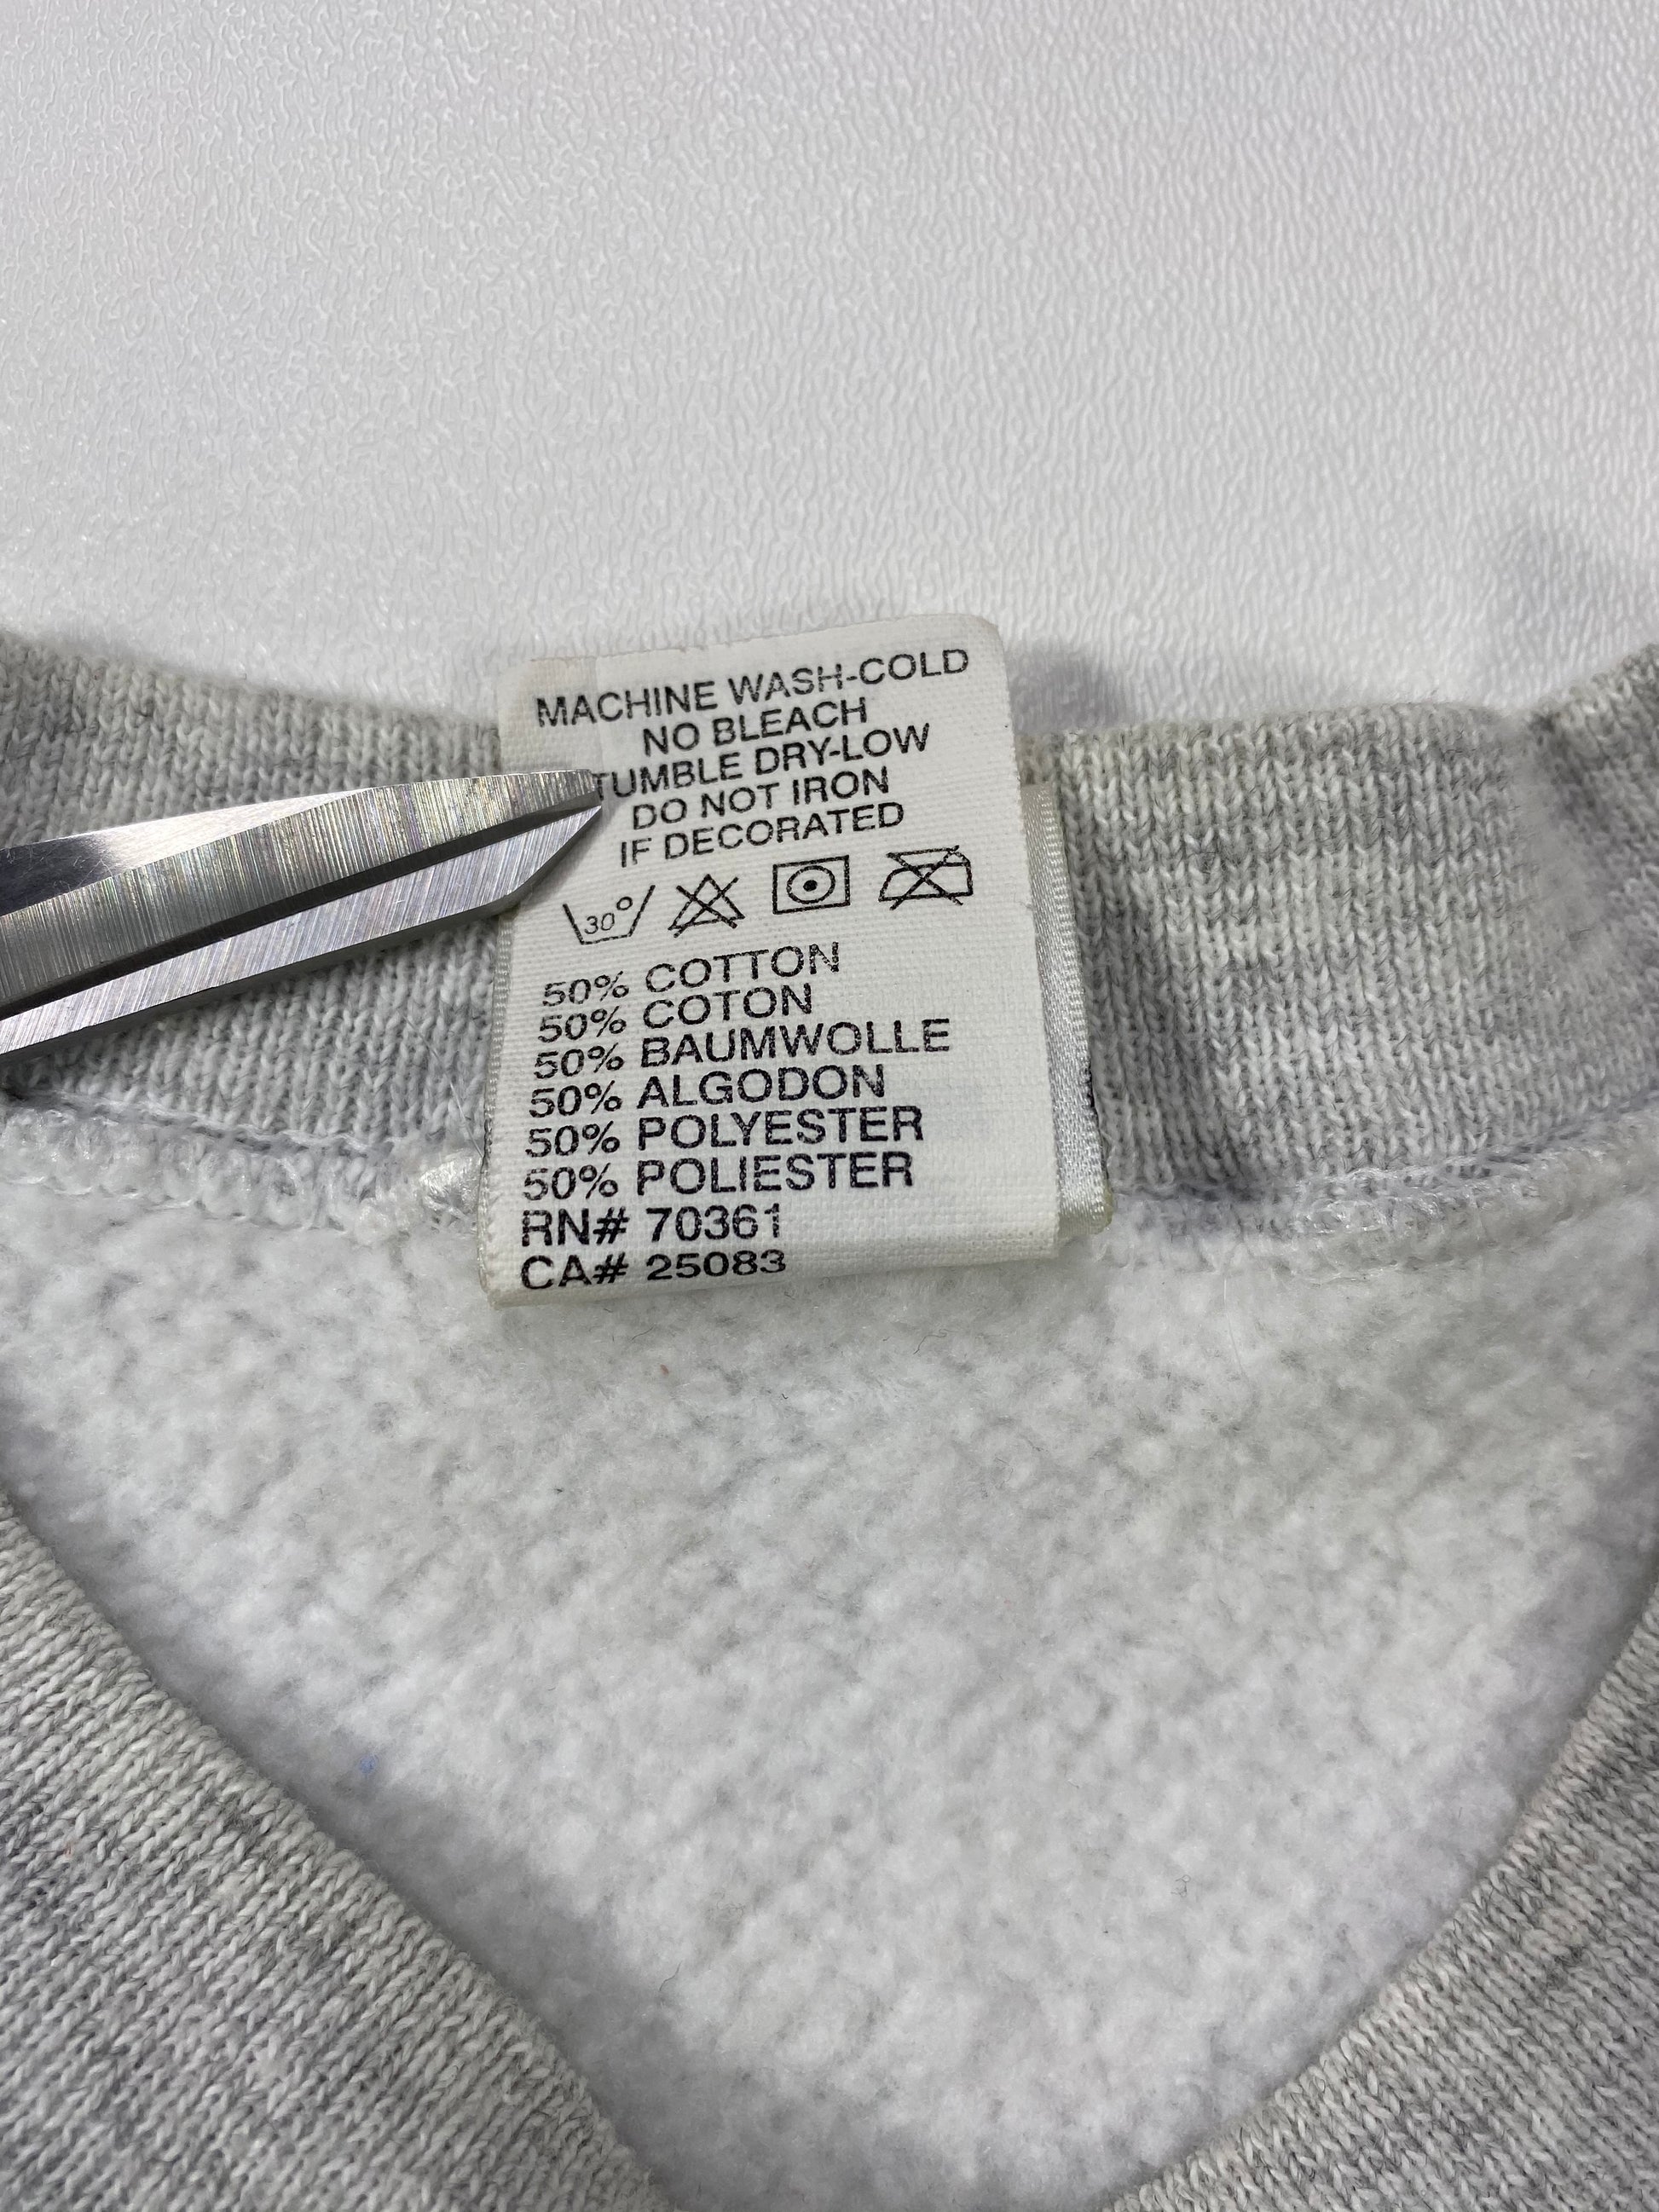 MACHINE WASH-COLD
NO BLEACH
TUMBLE DRY-LOW
DO NOT IRON
IF DECORATED
30°
50% COTTON
50% COTON
50% BAUMWOLLE
50% ALGODON
50% POLYESTER
50% POLIESTER
RN# 70361
CA# 25083